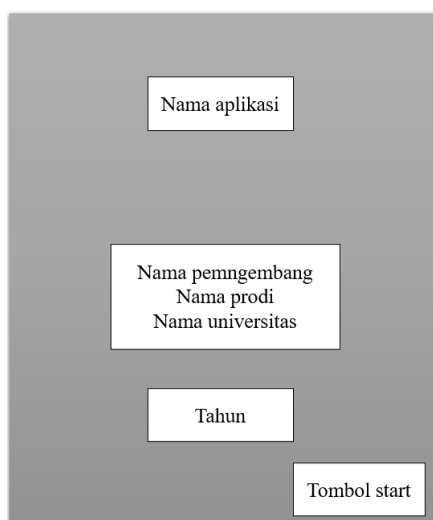 Nama aplikasi
Nama pemngembang
Nama prodi
Nama universitas
Tahun
Tombol start